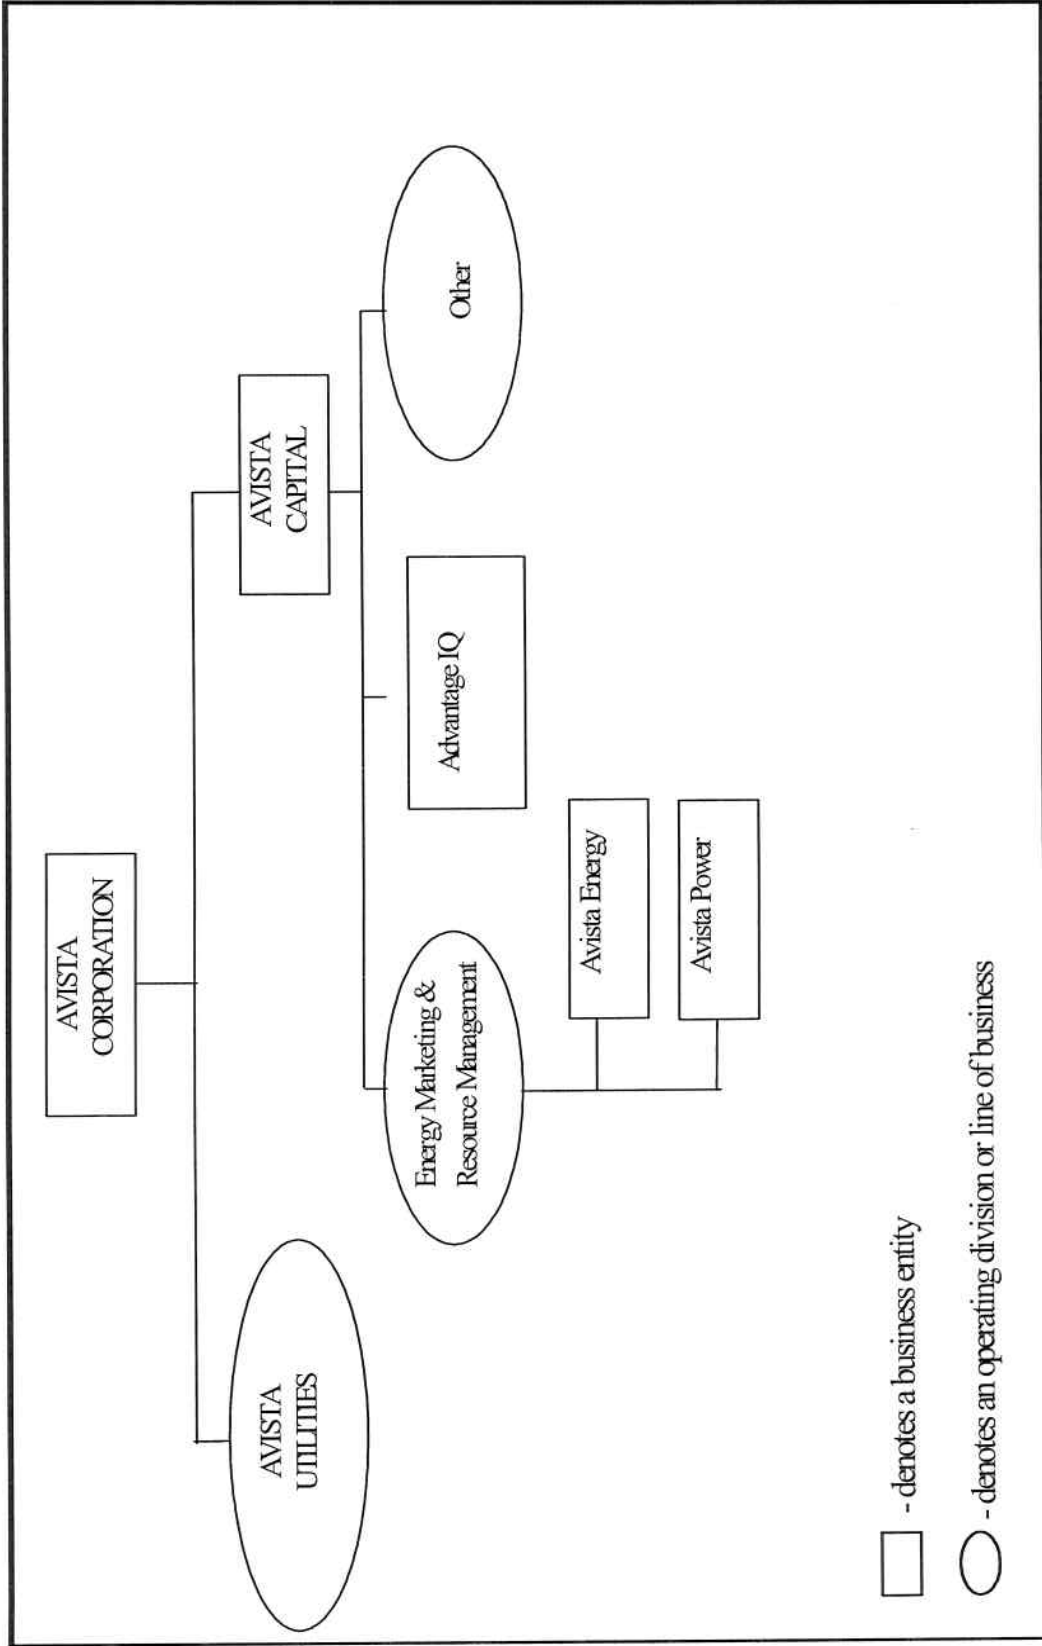 AVISTA
CORPORATION
AVISTA
UTILITIES
AVISTA
CAPITAL
Energy Marketing &
Resource Management
Advantage IQ
Other
Avista Energy
Avista Power
- denotes a business entity
- denotes an operating division or line of business